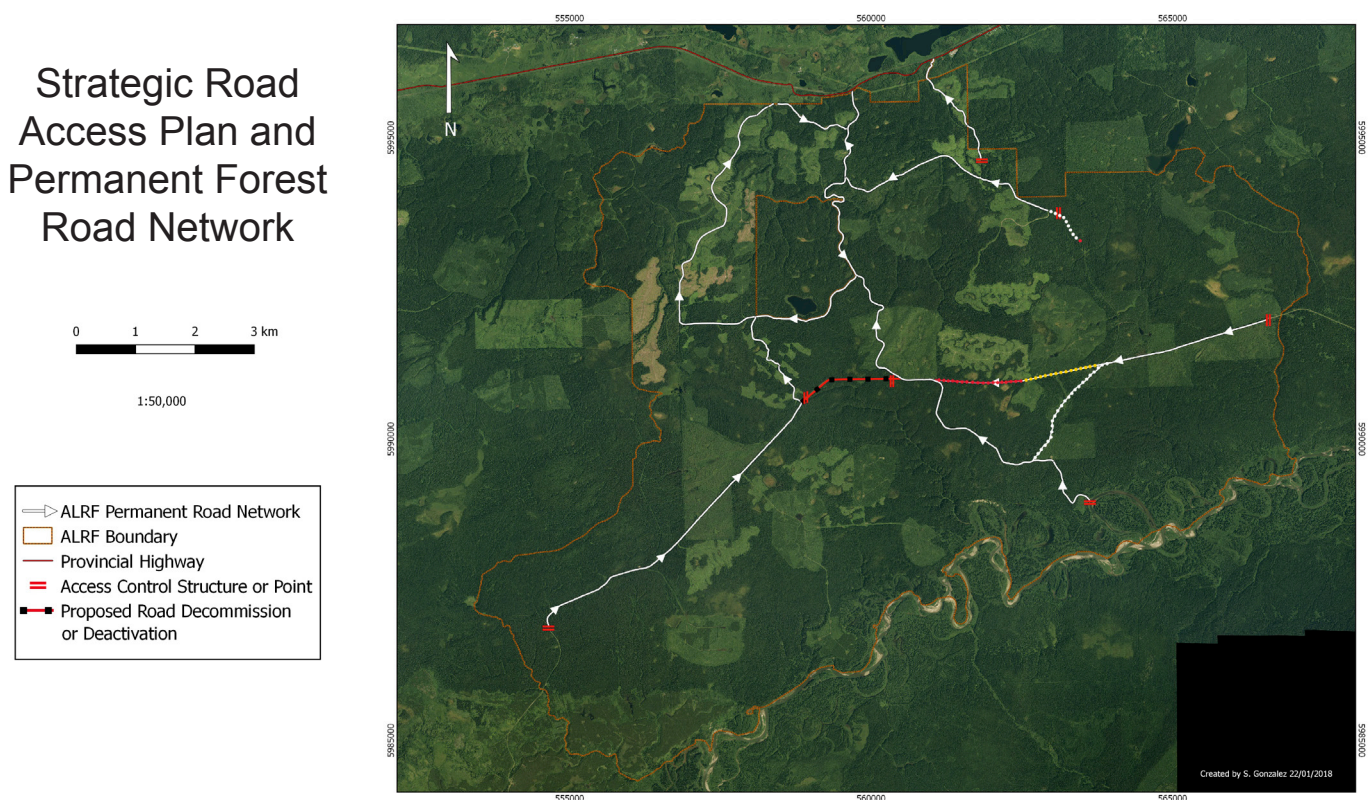 Strategic Road
Access Plan and
Permanent Forest
Road Network
0 1 2 3 km
1:50,000
ALRF Permanent Road Network
ALRF Boundary
Provincial Highway
Access Control Structure or Point
Proposed Road Decommission
or Deactivation
555000 560000 565000
N
5995000 5995000
5990000 5990000
5985000 5985000
Created by S. Gonzalez 22/01/2018
555000 560000 565000